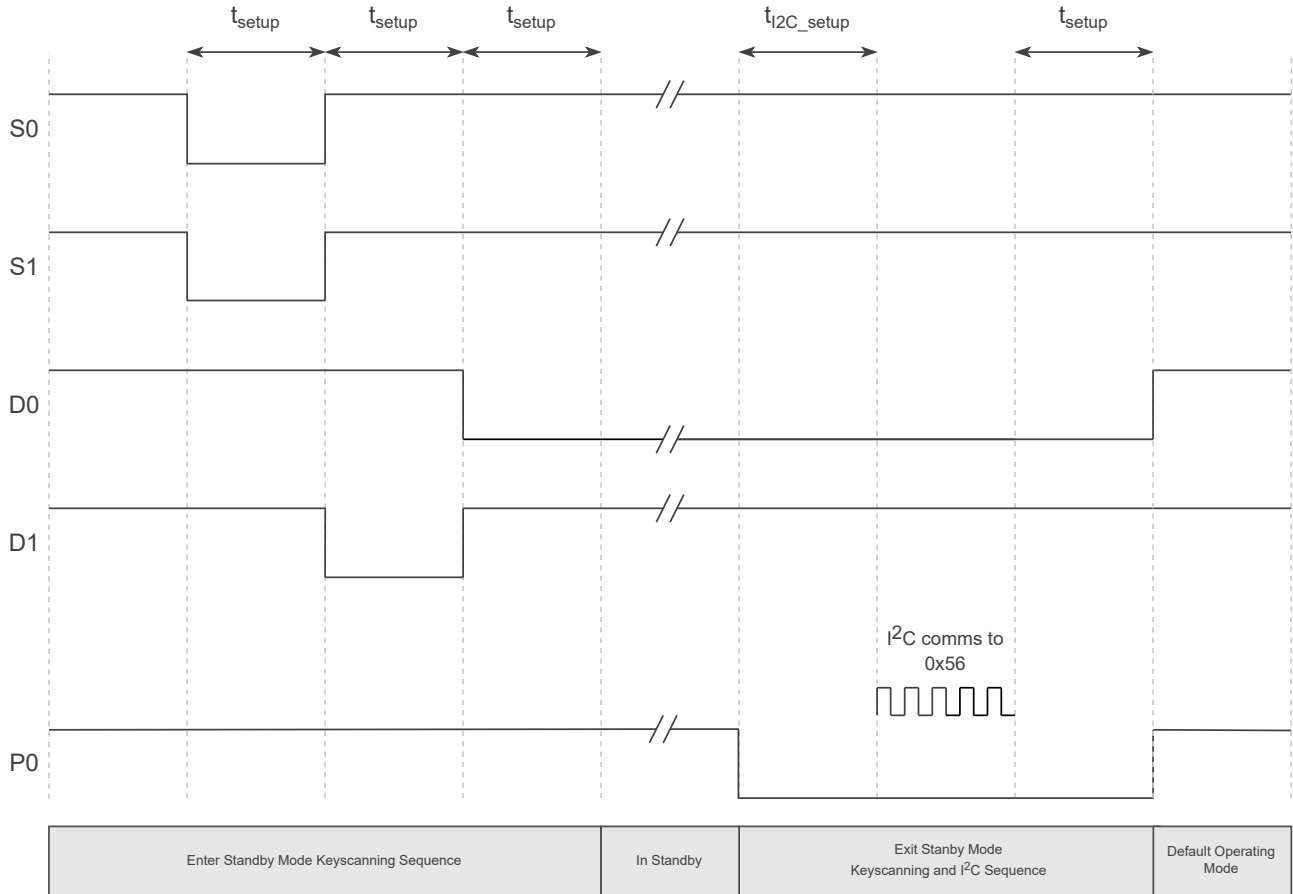 tsetup tsetup tsetup tI2C_setup tsetup
S0
S1
D0
D1
I2C comms to
0x56
P0
Enter Standby Mode Keyscanning Sequence
In Standby
Exit Stanby Mode
Keyscanning and I2C Sequence
Default Operating
Mode